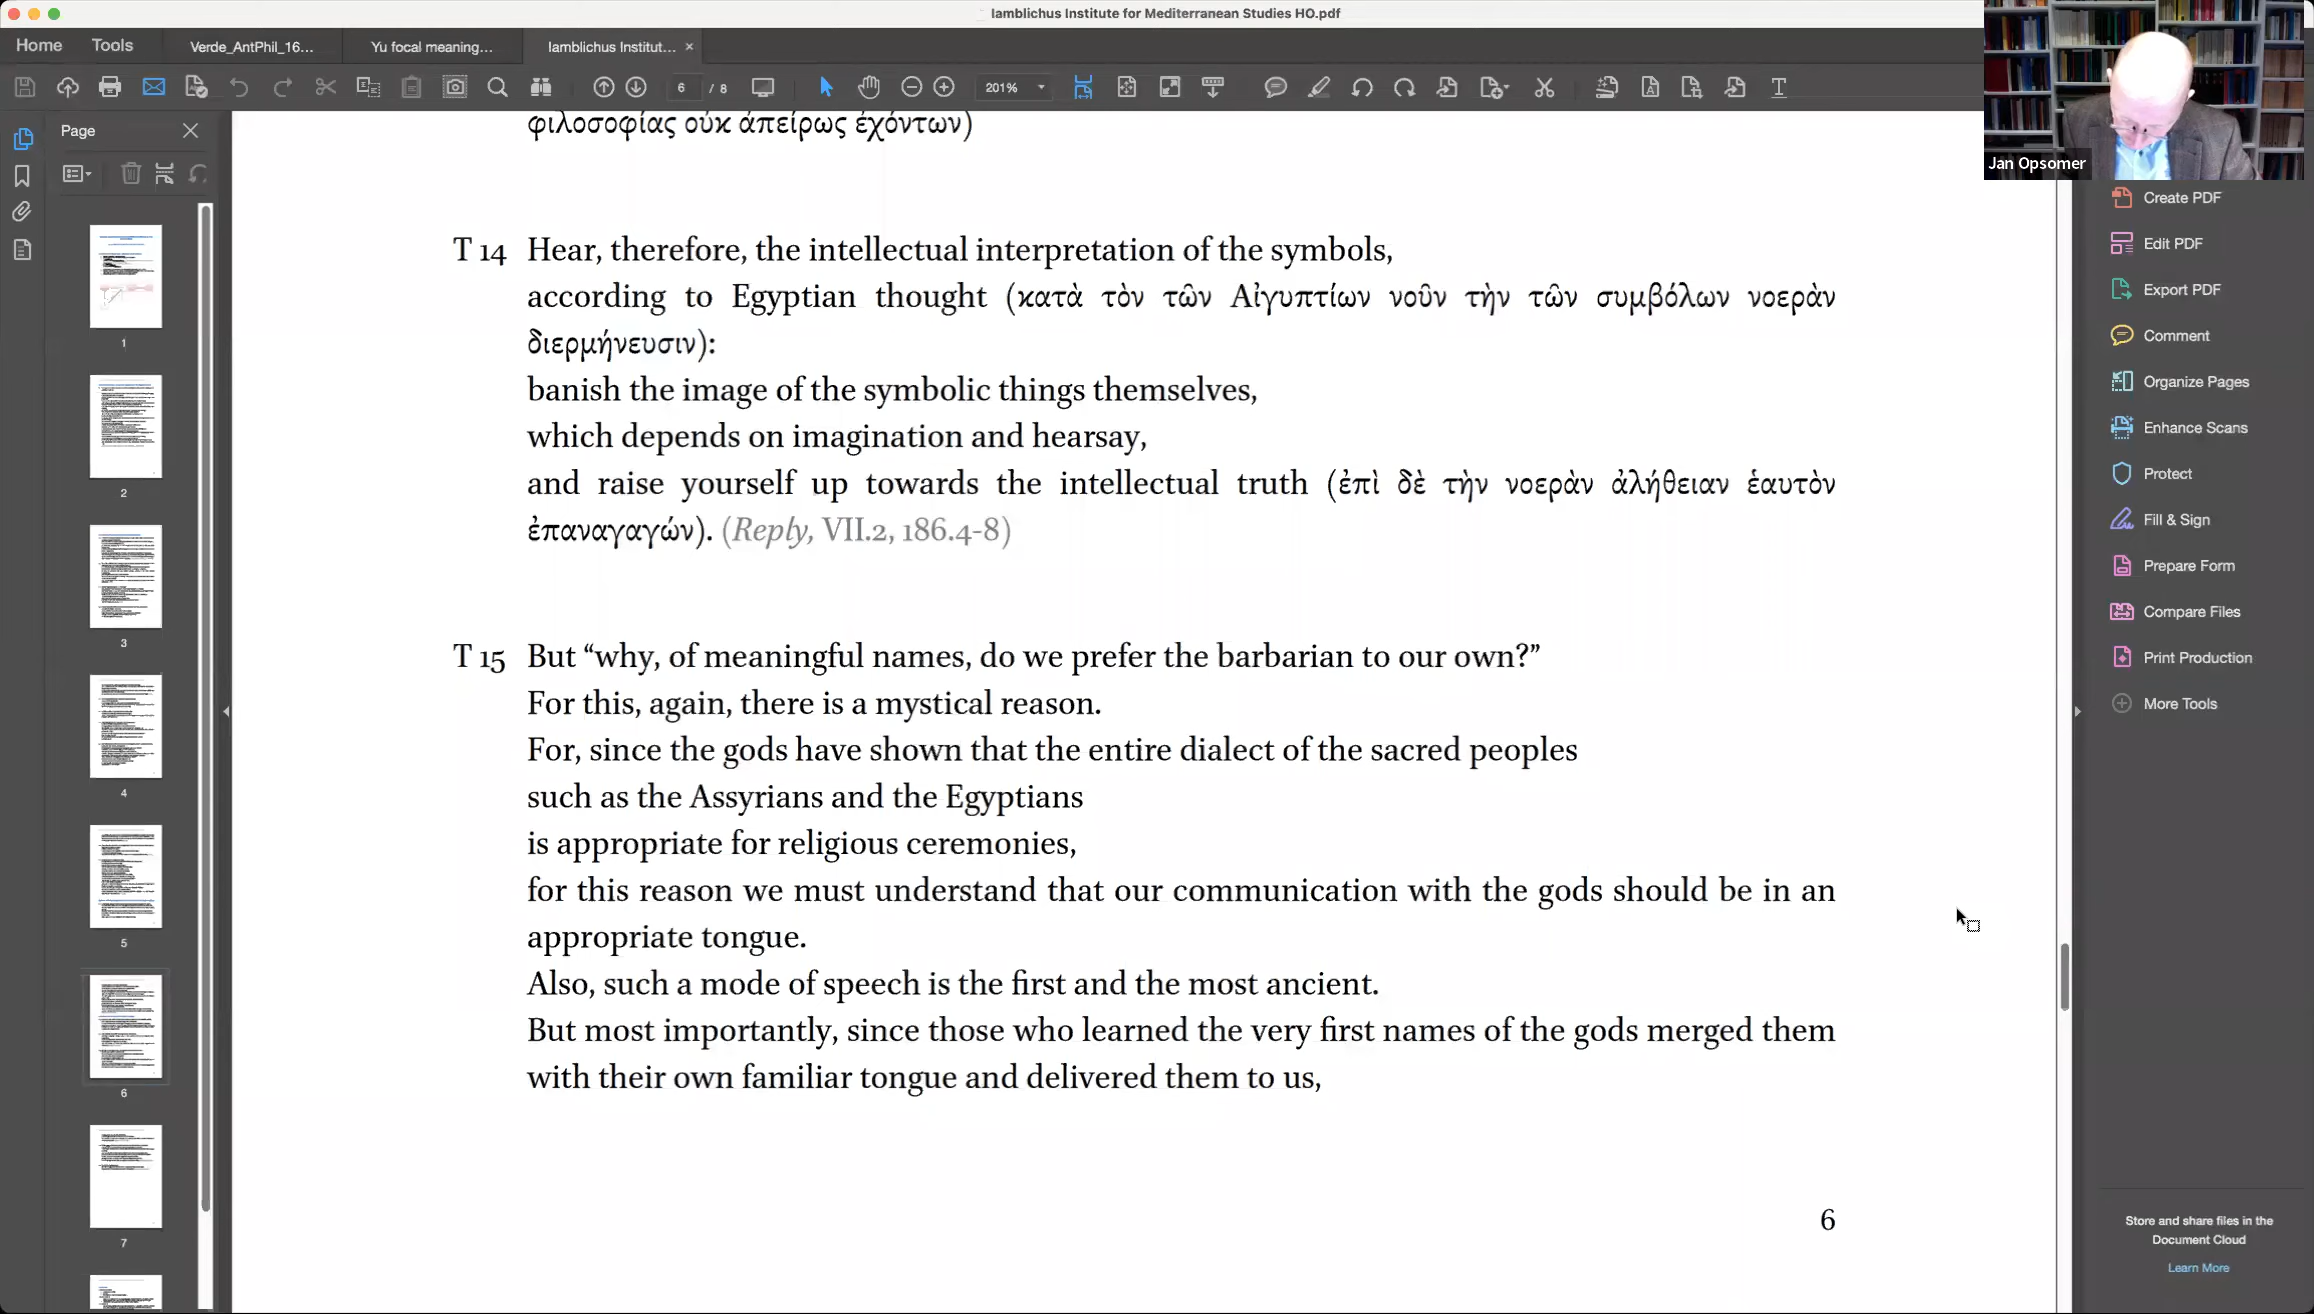 Iamblichus Institute for Mediterranean Studies HO.pdf
Home
Tools
Verde_AntPhil_16...
Yu focal meaning...
Iamblichus Institut... ×
6 / 8
201%
Page
1
2
3
4
5
6
7
φιλοσοφίας οὐκ ἀπείρως ἐχόντων)
T 14 Hear, therefore, the intellectual interpretation of the symbols,
according to Egyptian thought (κατὰ τὸν τῶν Αἰγυπτίων νοῦν τὴν τῶν συμβόλων νοερὰν
διερμήνευσιν):
banish the image of the symbolic things themselves,
which depends on imagination and hearsay,
and raise yourself up towards the intellectual truth (ἐπὶ δὲ τὴν νοερὰν ἀλήθειαν ἑαυτὸν
ἐπαναγαγών). (Reply, VII.2, 186.4-8)
T 15 But “why, of meaningful names, do we prefer the barbarian to our own?”
For this, again, there is a mystical reason.
For, since the gods have shown that the entire dialect of the sacred peoples
such as the Assyrians and the Egyptians
is appropriate for religious ceremonies,
for this reason we must understand that our communication with the gods should be in an
appropriate tongue.
Also, such a mode of speech is the first and the most ancient.
But most importantly, since those who learned the very first names of the gods merged them
with their own familiar tongue and delivered them to us,
6
Jan Opsomer
Create PDF
Edit PDF
Export PDF
Comment
Organize Pages
Enhance Scans
Protect
Fill & Sign
Prepare Form
Compare Files
Print Production
More Tools
Store and share files in the
Document Cloud
Learn More